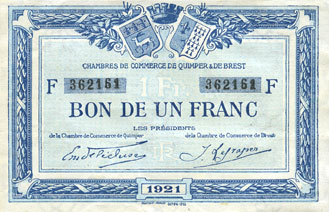 CHAMBRES DE COMMERCE DE QUIMPER & DE BREST
F 362161 1 Fr. 362161 F
BON DE UN FRANC
LES PRÉSIDENTS
de la Chambre de Commerce de Quimper de la Chambre de Commerce de Brest
1921